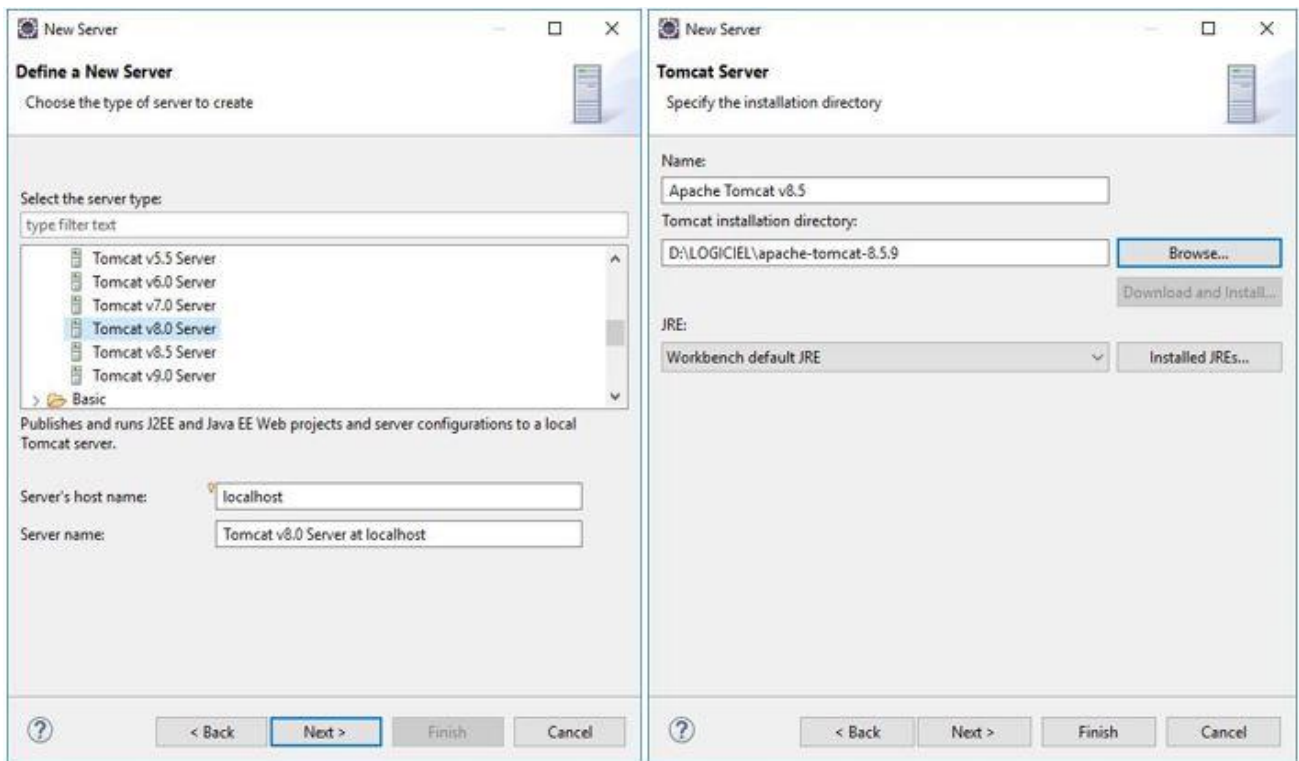 New Server
Define a New Server
Choose the type of server to create
Select the server type:
type filter text
Tomcat v5.5 Server
Tomcat v6.0 Server
Tomcat v7.0 Server
Tomcat v8.0 Server
Tomcat v8.5 Server
Tomcat v9.0 Server
Basic
Publishes and runs J2EE and Java EE Web projects and server configurations to a local
Tomcat server.
Server's host name:
localhost
Server name:
Tomcat v8.0 Server at localhost
< Back
Next >
Finish
Cancel
New Server
Tomcat Server
Specify the installation directory
Name:
Apache Tomcat v8.5
Tomcat installation directory:
D:\LOGICIEL\apache-tomcat-8.5.9
Browse...
Download and Install...
JRE:
Workbench default JRE
Installed JREs...
< Back
Next >
Finish
Cancel